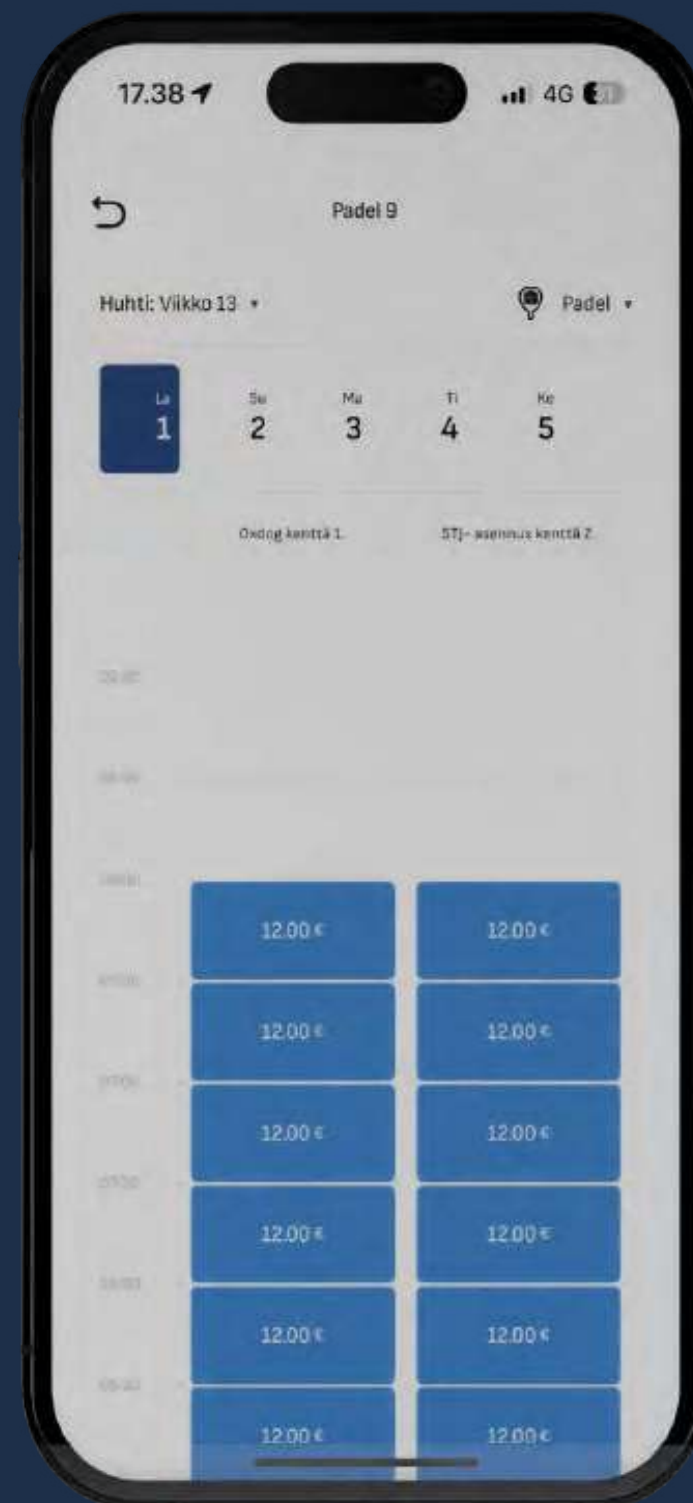 17.38 4G
Padel 9
Huhti: Viikko 13 Padel
La Su Ma Ti Ke
1 2 3 4 5
Oxdog kenttä 1. STJ- asennus kenttä 2.
12.00 € 12.00 €
12.00 € 12.00 €
12.00 € 12.00 €
12.00 € 12.00 €
12.00 € 12.00 €
12.00 € 12.00 €